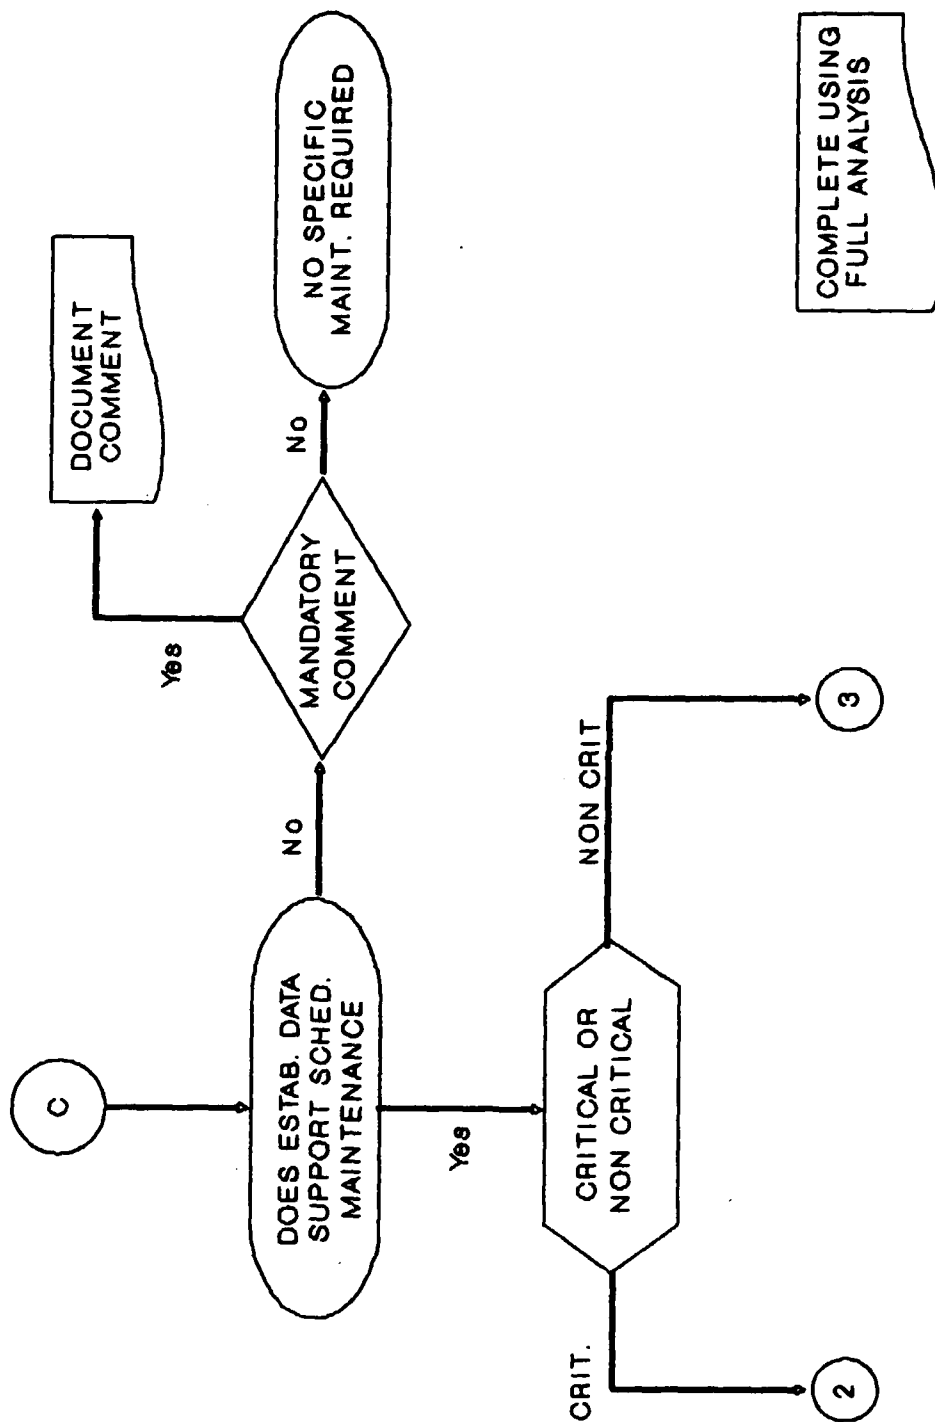 C
DOES ESTAB. DATA
SUPPORT SCHED.
MAINTENANCE
No
Yes
MANDATORY
COMMENT
Yes
No
DOCUMENT
COMMENT
NO SPECIFIC
MAINT. REQUIRED
CRITICAL OR
NON CRITICAL
CRIT.
NON CRIT
2
3
COMPLETE USING
FULL ANALYSIS